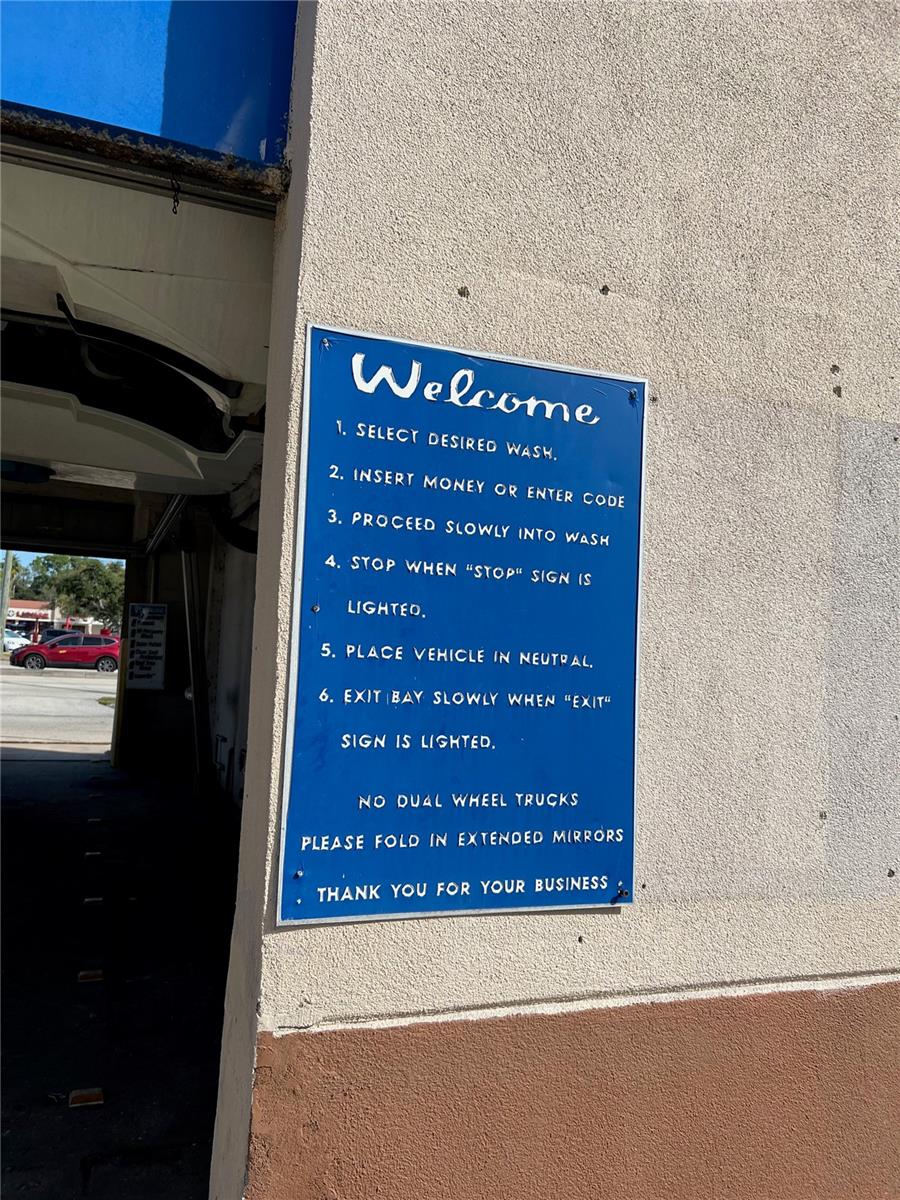 Welcome
1. SELECT DESIRED WASH.
2. INSERT MONEY OR ENTER CODE
3. PROCEED SLOWLY INTO WASH
4. STOP WHEN "STOP" SIGN IS
LIGHTED.
5. PLACE VEHICLE IN NEUTRAL.
6. EXIT BAY SLOWLY WHEN "EXIT"
SIGN IS LIGHTED.
NO DUAL WHEEL TRUCKS
PLEASE FOLD IN EXTENDED MIRRORS
THANK YOU FOR YOUR BUSINESS